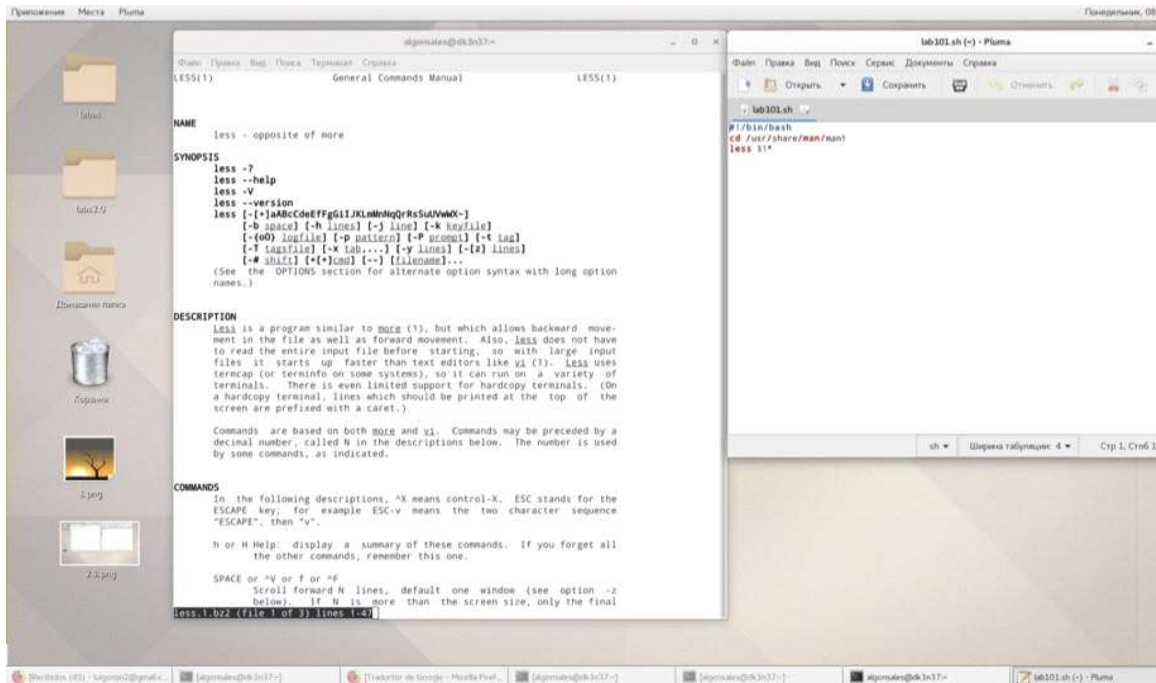 Приложения Места Pluma
Понедельник, 08
labs2.0
Домашняя папка
Корзина
1.png
2.1.png
algonsales@dk3n37:~
Файл Правка Вид Поиск Терминал Справка
LESS(1) General Commands Manual LESS(1)
NAME
less - opposite of more
SYNOPSIS
less -?
less --help
less -V
less --version
less [-[+]aABcCdeEfFgGiIJKLmMnNqQrRsSuUVwWX~]
[-b space] [-h lines] [-j line] [-k keyfile]
[-{oO} logfile] [-p pattern] [-P prompt] [-t tag]
[-T tagsfile] [-x tab,...] [-y lines] [-[z] lines]
[-# shift] [+[+]cmd] [--] [filename]...
(See the OPTIONS section for alternate option syntax with long option
names.)
DESCRIPTION
Less is a program similar to more (1), but which allows backward move-
ment in the file as well as forward movement. Also, less does not have
to read the entire input file before starting, so with large input
files it starts up faster than text editors like vi (1). Less uses
termcap (or terminfo on some systems), so it can run on a variety of
terminals. There is even limited support for hardcopy terminals. (On
a hardcopy terminal, lines which should be printed at the top of the
screen are prefixed with a caret.)
Commands are based on both more and vi. Commands may be preceded by a
decimal number, called N in the descriptions below. The number is used
by some commands, as indicated.
COMMANDS
In the following descriptions, ^X means control-X. ESC stands for the
ESCAPE key; for example ESC-v means the two character sequence
"ESCAPE", then "v".
h or H Help: display a summary of these commands. If you forget all
the other commands, remember this one.
SPACE or ^V or f or ^F
Scroll forward N lines, default one window (see option -z
below). If N is more than the screen size, only the final
less.1.bz2 (file 1 of 3) lines 1-47
lab101.sh (~) - Pluma
Файл Правка Вид Поиск Сервис Документы Справка
Открыть Сохранить Отменить
lab101.sh
#!/bin/bash
cd /usr/share/man/man1
less $1*
sh Ширина табуляции: 4 Стр 1, Стлб 1
[algonsales@dk3n37:~] [Traductor de Google - Mozilla Firef... [algonsales@dk3n37:~] [algonsales@dk3n37:~] algonsales@dk3n37:~ lab101.sh (~) - Pluma